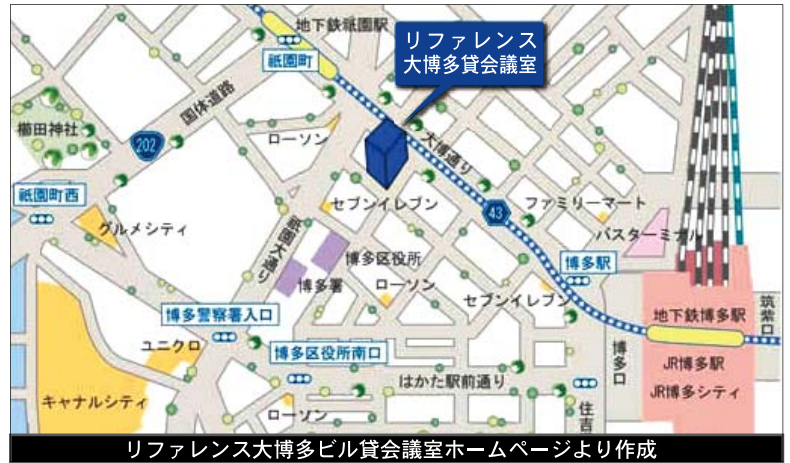 地下鉄祇園駅
祇園町
リファレンス
大博多貸会議室
国体道路
櫛田神社
202
ローソン
大博通り
祇園町西
セブンイレブン
43
ファミリーマート
グルメシティ
祇園大通り
バスターミナル
博多区役所
博多駅
博多署
ローソン
セブンイレブン
博多警察署入口
地下鉄博多駅
筑紫口
ユニクロ
博多区役所南口
博多口
JR博多駅
はかた駅前通り
JR博多シティ
キャナルシティ
ローソン
住吉
リファレンス大博多ビル貸会議室ホームページより作成